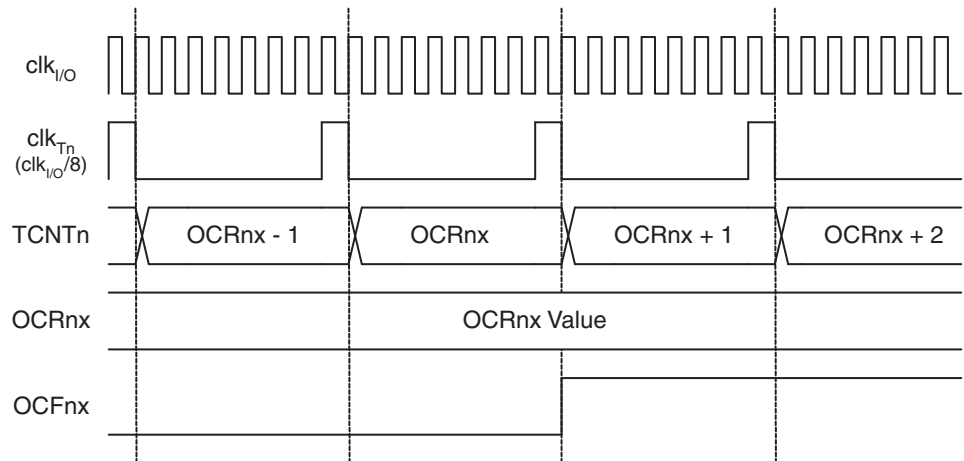 clkI/O
clkTn
(clkI/O/8)
TCNTn
OCRnx - 1
OCRnx
OCRnx + 1
OCRnx + 2
OCRnx
OCRnx Value
OCFnx